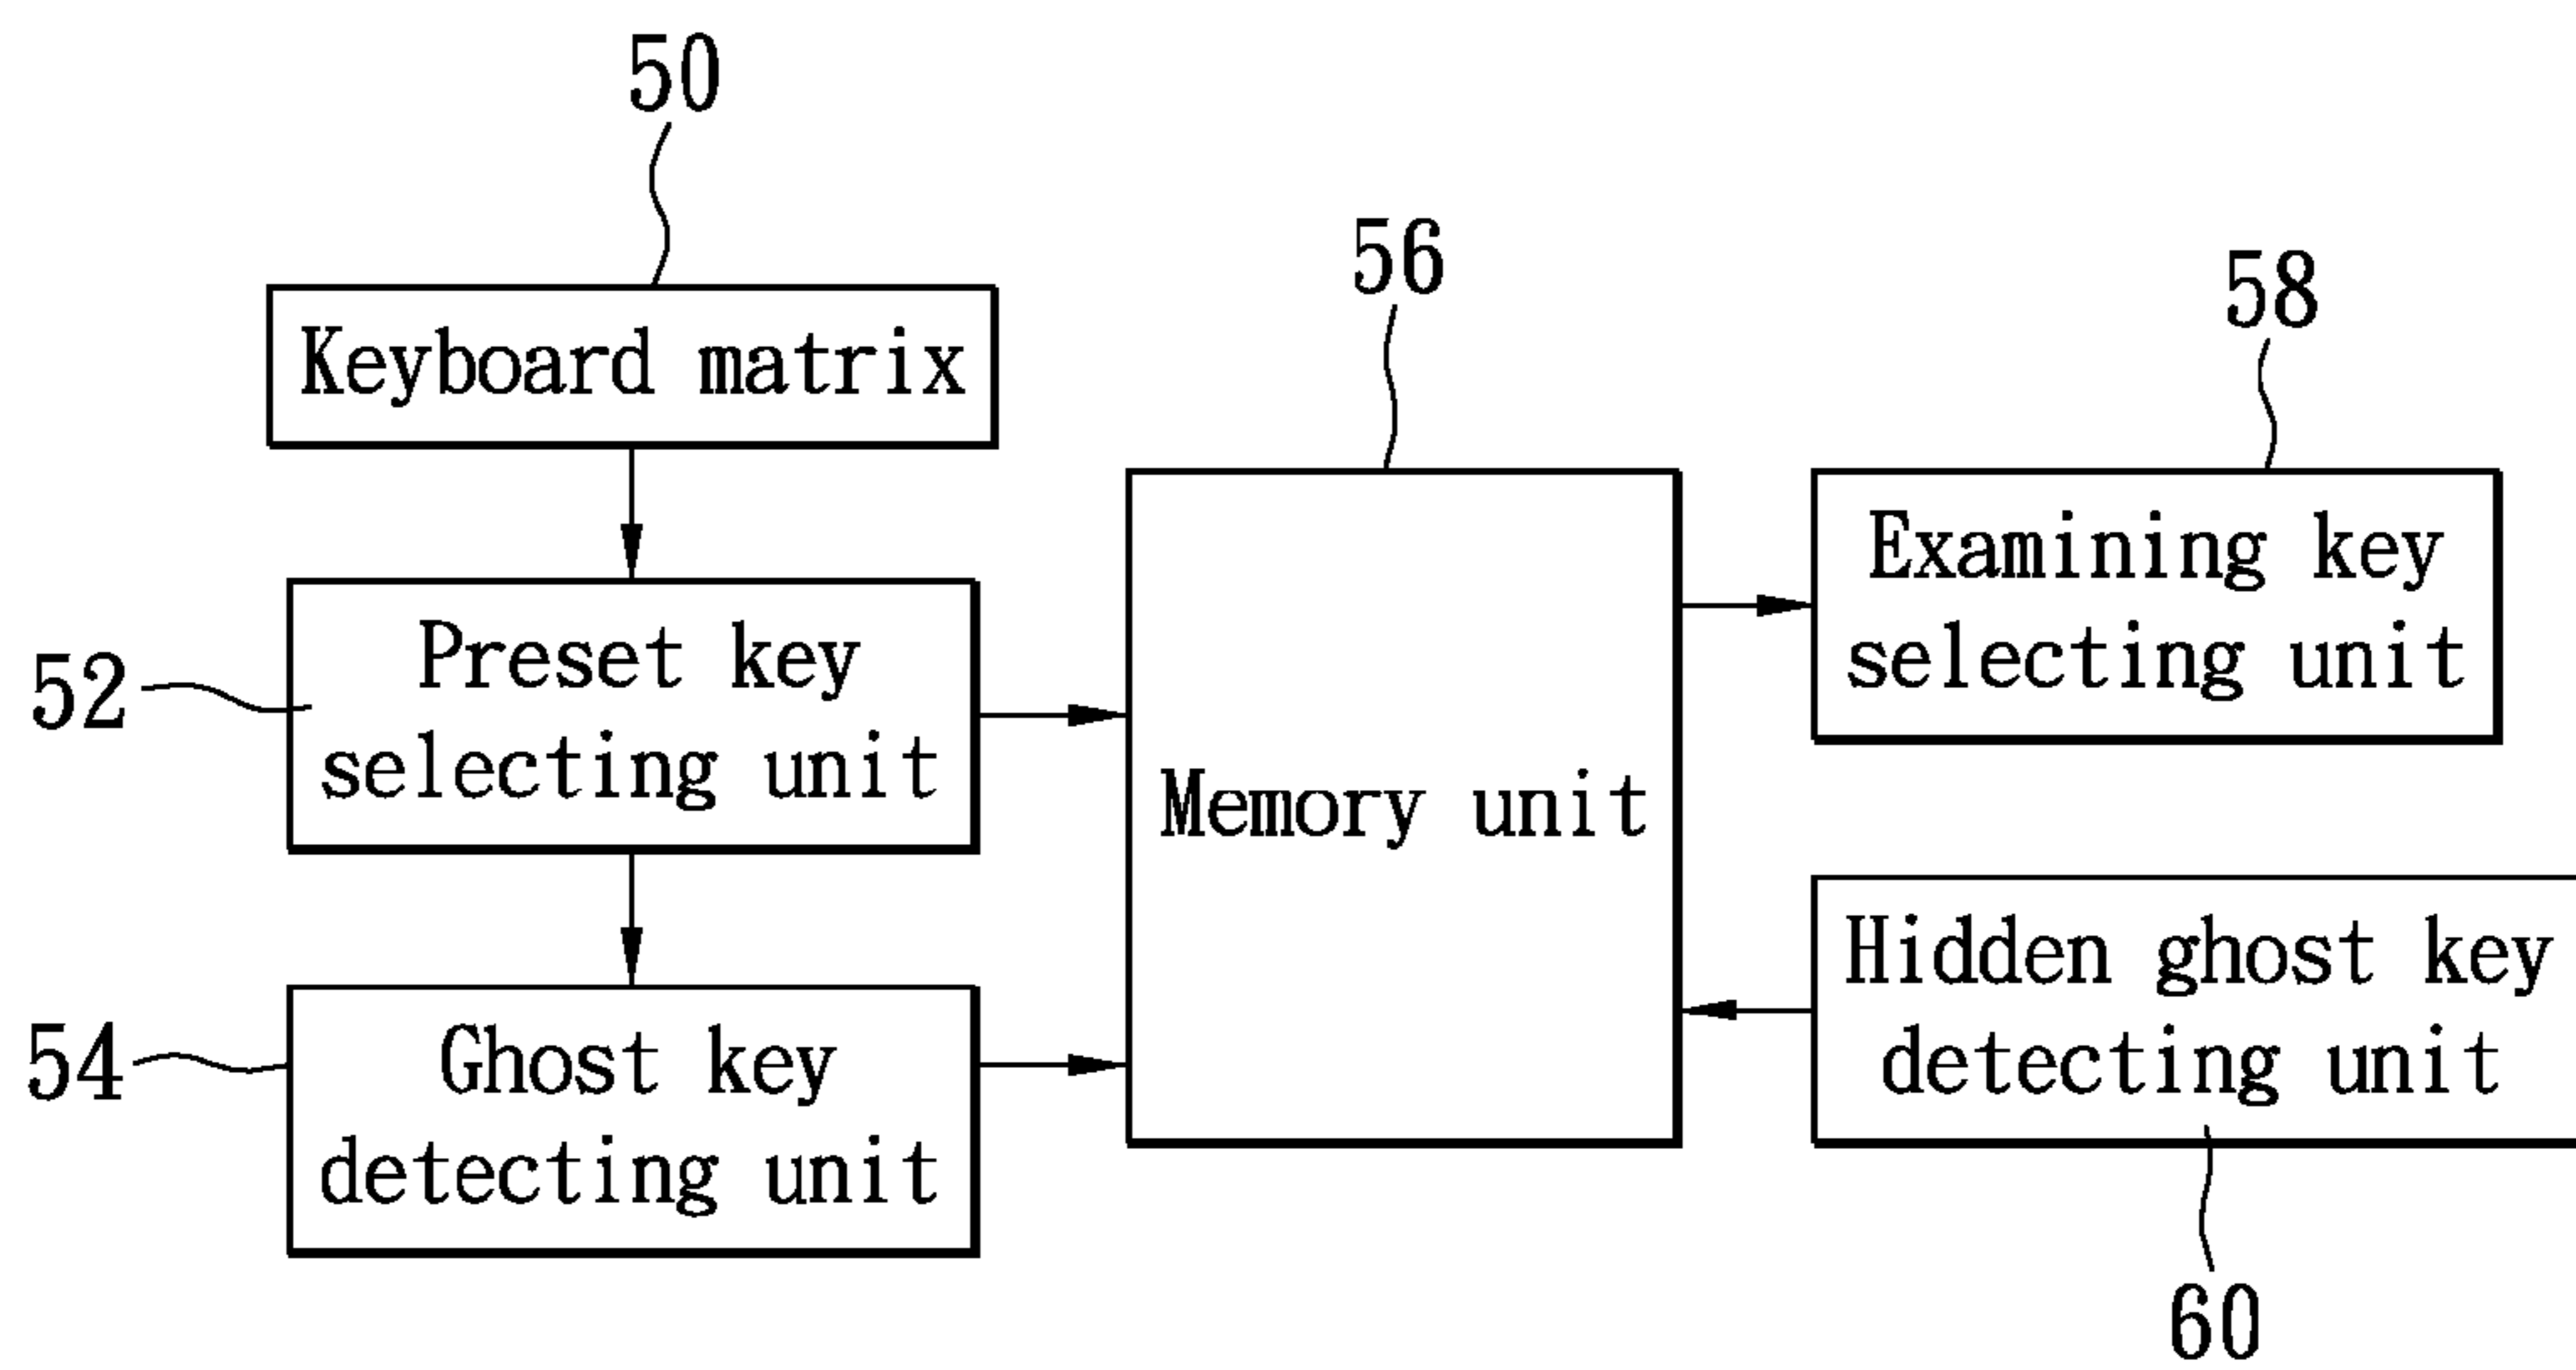 50
Keyboard matrix
52
Preset key
selecting unit
54
Ghost key
detecting unit
56
Memory unit
58
Examining key
selecting unit
Hidden ghost key
detecting unit
60